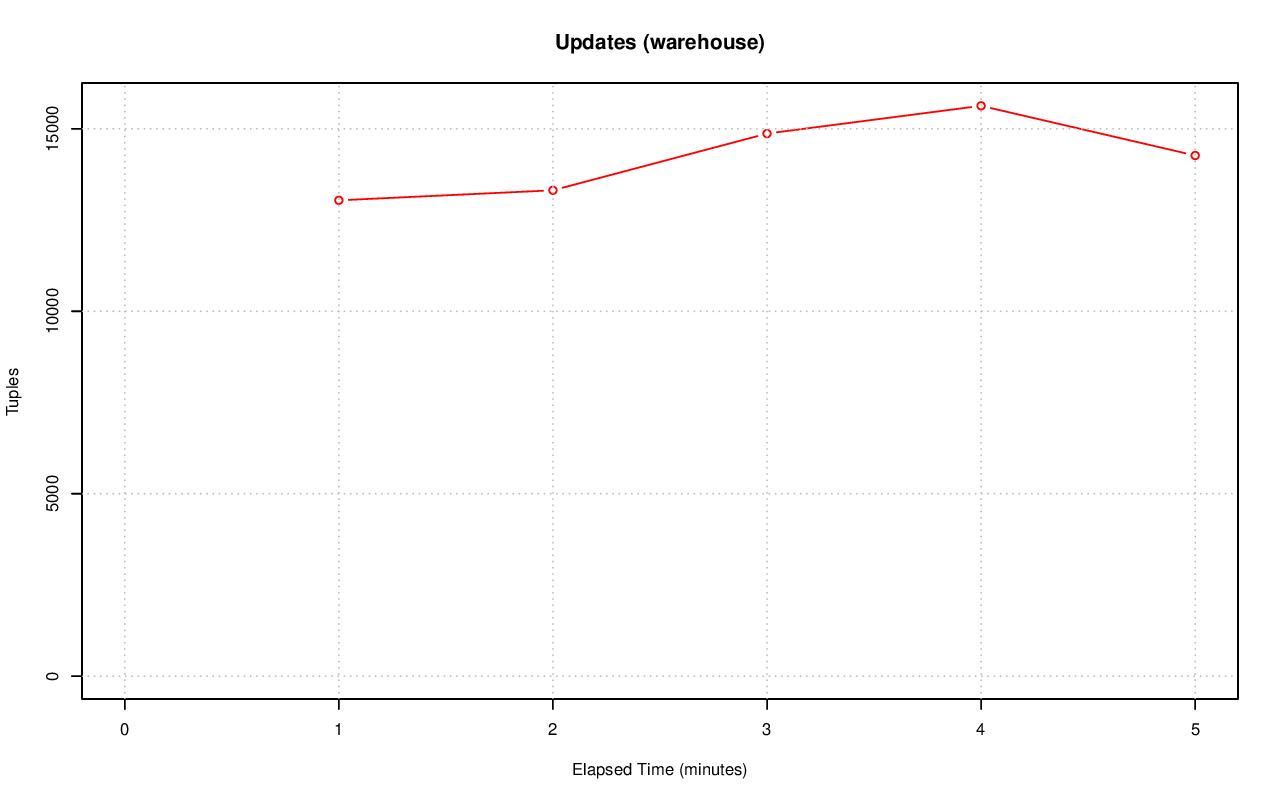 Updates (warehouse)
15000
10000
5000
0
Tuples
0 1 2 3 4 5
Elapsed Time (minutes)